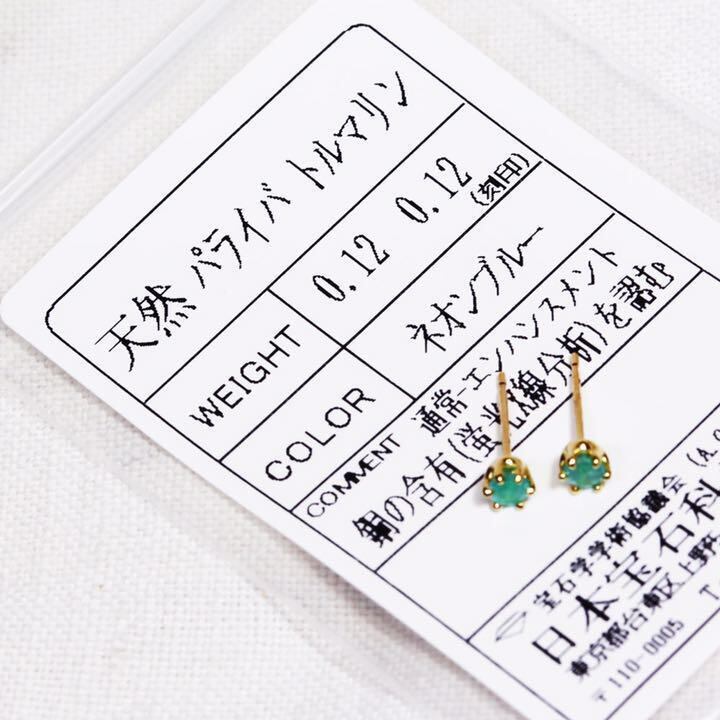 天然 パライバ トルマリン
WEIGHT 0.12 0.12 (刻印)
COLOR ネオンブルー
COMMENT 通常-エンハンスメント
銅の含有(蛍光X線分析)を認む
宝石学学術協議会 (A.
日本宝石科
東京都台東区上野
〒110-0005 T